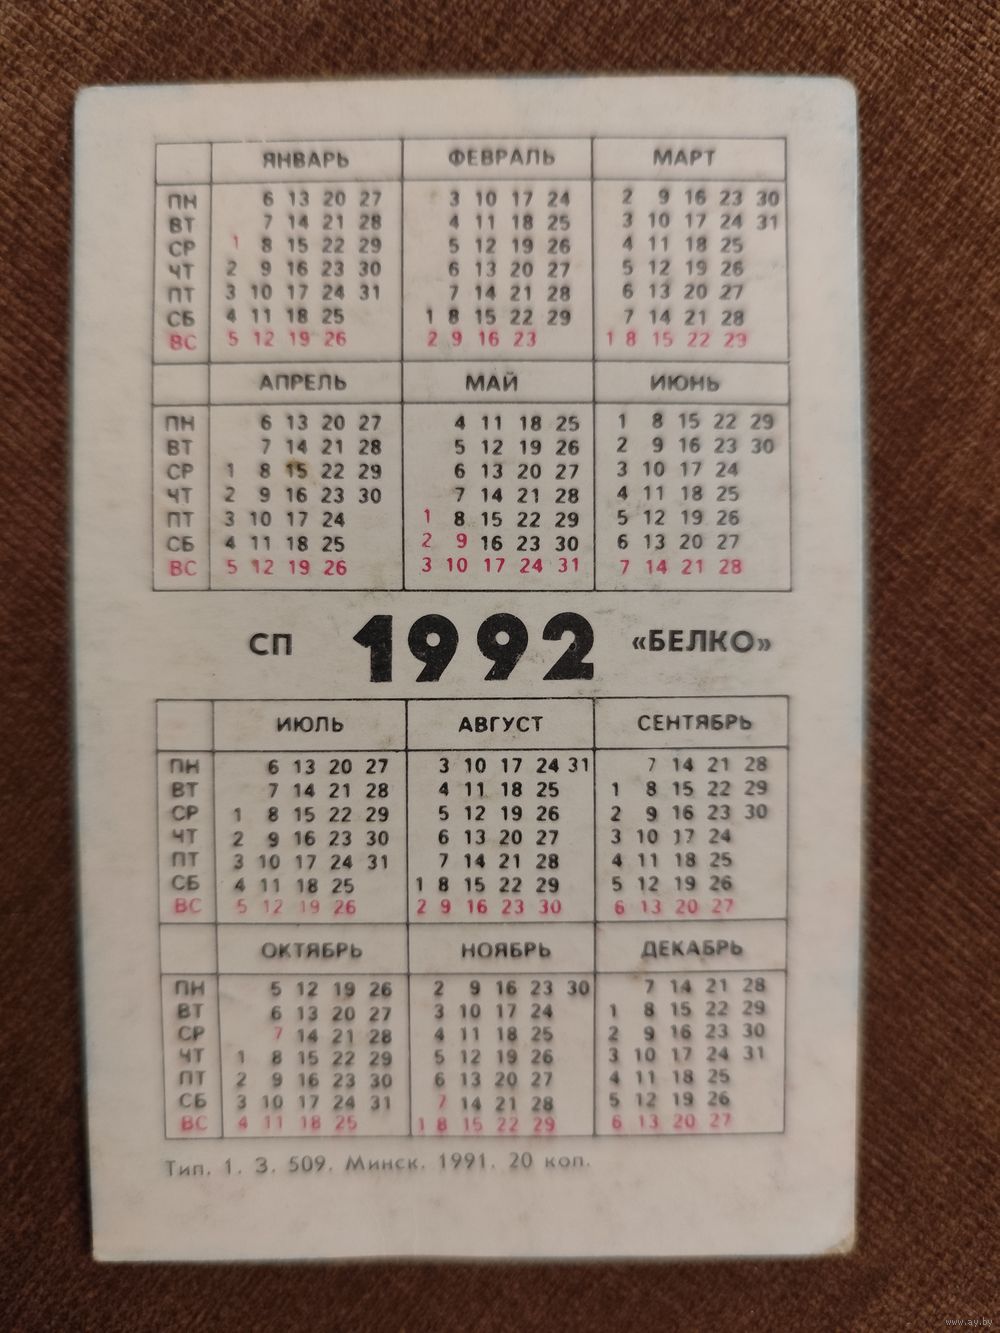 ЯНВАРЬ ФЕВРАЛЬ МАРТ
ПН 6 13 20 27 3 10 17 24 2 9 16 23 30
ВТ 7 14 21 28 4 11 18 25 3 10 17 24 31
СР 1 8 15 22 29 5 12 19 26 4 11 18 25
ЧТ 2 9 16 23 30 6 13 20 27 5 12 19 26
ПТ 3 10 17 24 31 7 14 21 28 6 13 20 27
СБ 4 11 18 25 1 8 15 22 29 7 14 21 28
ВС 5 12 19 26 2 9 16 23 1 8 15 22 29
АПРЕЛЬ МАЙ ИЮНЬ
ПН 6 13 20 27 4 11 18 25 1 8 15 22 29
ВТ 7 14 21 28 5 12 19 26 2 9 16 23 30
СР 1 8 15 22 29 6 13 20 27 3 10 17 24
ЧТ 2 9 16 23 30 7 14 21 28 4 11 18 25
ПТ 3 10 17 24 1 8 15 22 29 5 12 19 26
СБ 4 11 18 25 2 9 16 23 30 6 13 20 27
ВС 5 12 19 26 3 10 17 24 31 7 14 21 28
СП 1992 «БЕЛКО»
ИЮЛЬ АВГУСТ СЕНТЯБРЬ
ПН 6 13 20 27 3 10 17 24 31 7 14 21 28
ВТ 7 14 21 28 4 11 18 25 1 8 15 22 29
СР 1 8 15 22 29 5 12 19 26 2 9 16 23 30
ЧТ 2 9 16 23 30 6 13 20 27 3 10 17 24
ПТ 3 10 17 24 31 7 14 21 28 4 11 18 25
СБ 4 11 18 25 1 8 15 22 29 5 12 19 26
ВС 5 12 19 26 2 9 16 23 30 6 13 20 27
ОКТЯБРЬ НОЯБРЬ ДЕКАБРЬ
ПН 5 12 19 26 2 9 16 23 30 7 14 21 28
ВТ 6 13 20 27 3 10 17 24 1 8 15 22 29
СР 7 14 21 28 4 11 18 25 2 9 16 23 30
ЧТ 1 8 15 22 29 5 12 19 26 3 10 17 24 31
ПТ 2 9 16 23 30 6 13 20 27 4 11 18 25
СБ 3 10 17 24 31 7 14 21 28 5 12 19 26
ВС 4 11 18 25 1 8 15 22 29 6 13 20 27
Тип. 1. З. 509. Минск. 1991. 20 коп.
www.ay.by